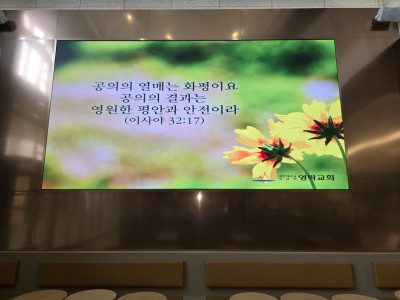 공의의 열매는 화평이요
공의의 결과는
영원한 평안과 안전이라
(이사야 32:17)
영락교회